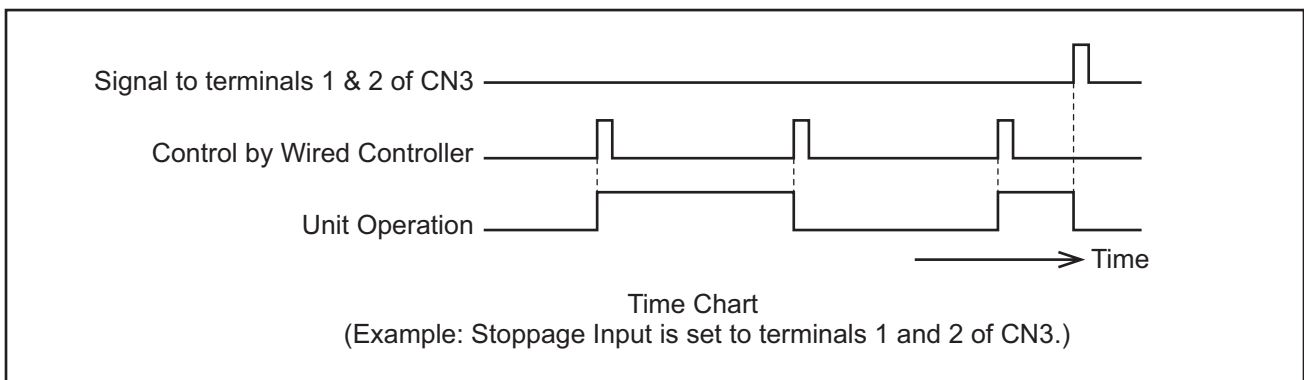 Signal to terminals 1 & 2 of CN3
Control by Wired Controller
Unit Operation
Time
Time Chart
(Example: Stoppage Input is set to terminals 1 and 2 of CN3.)